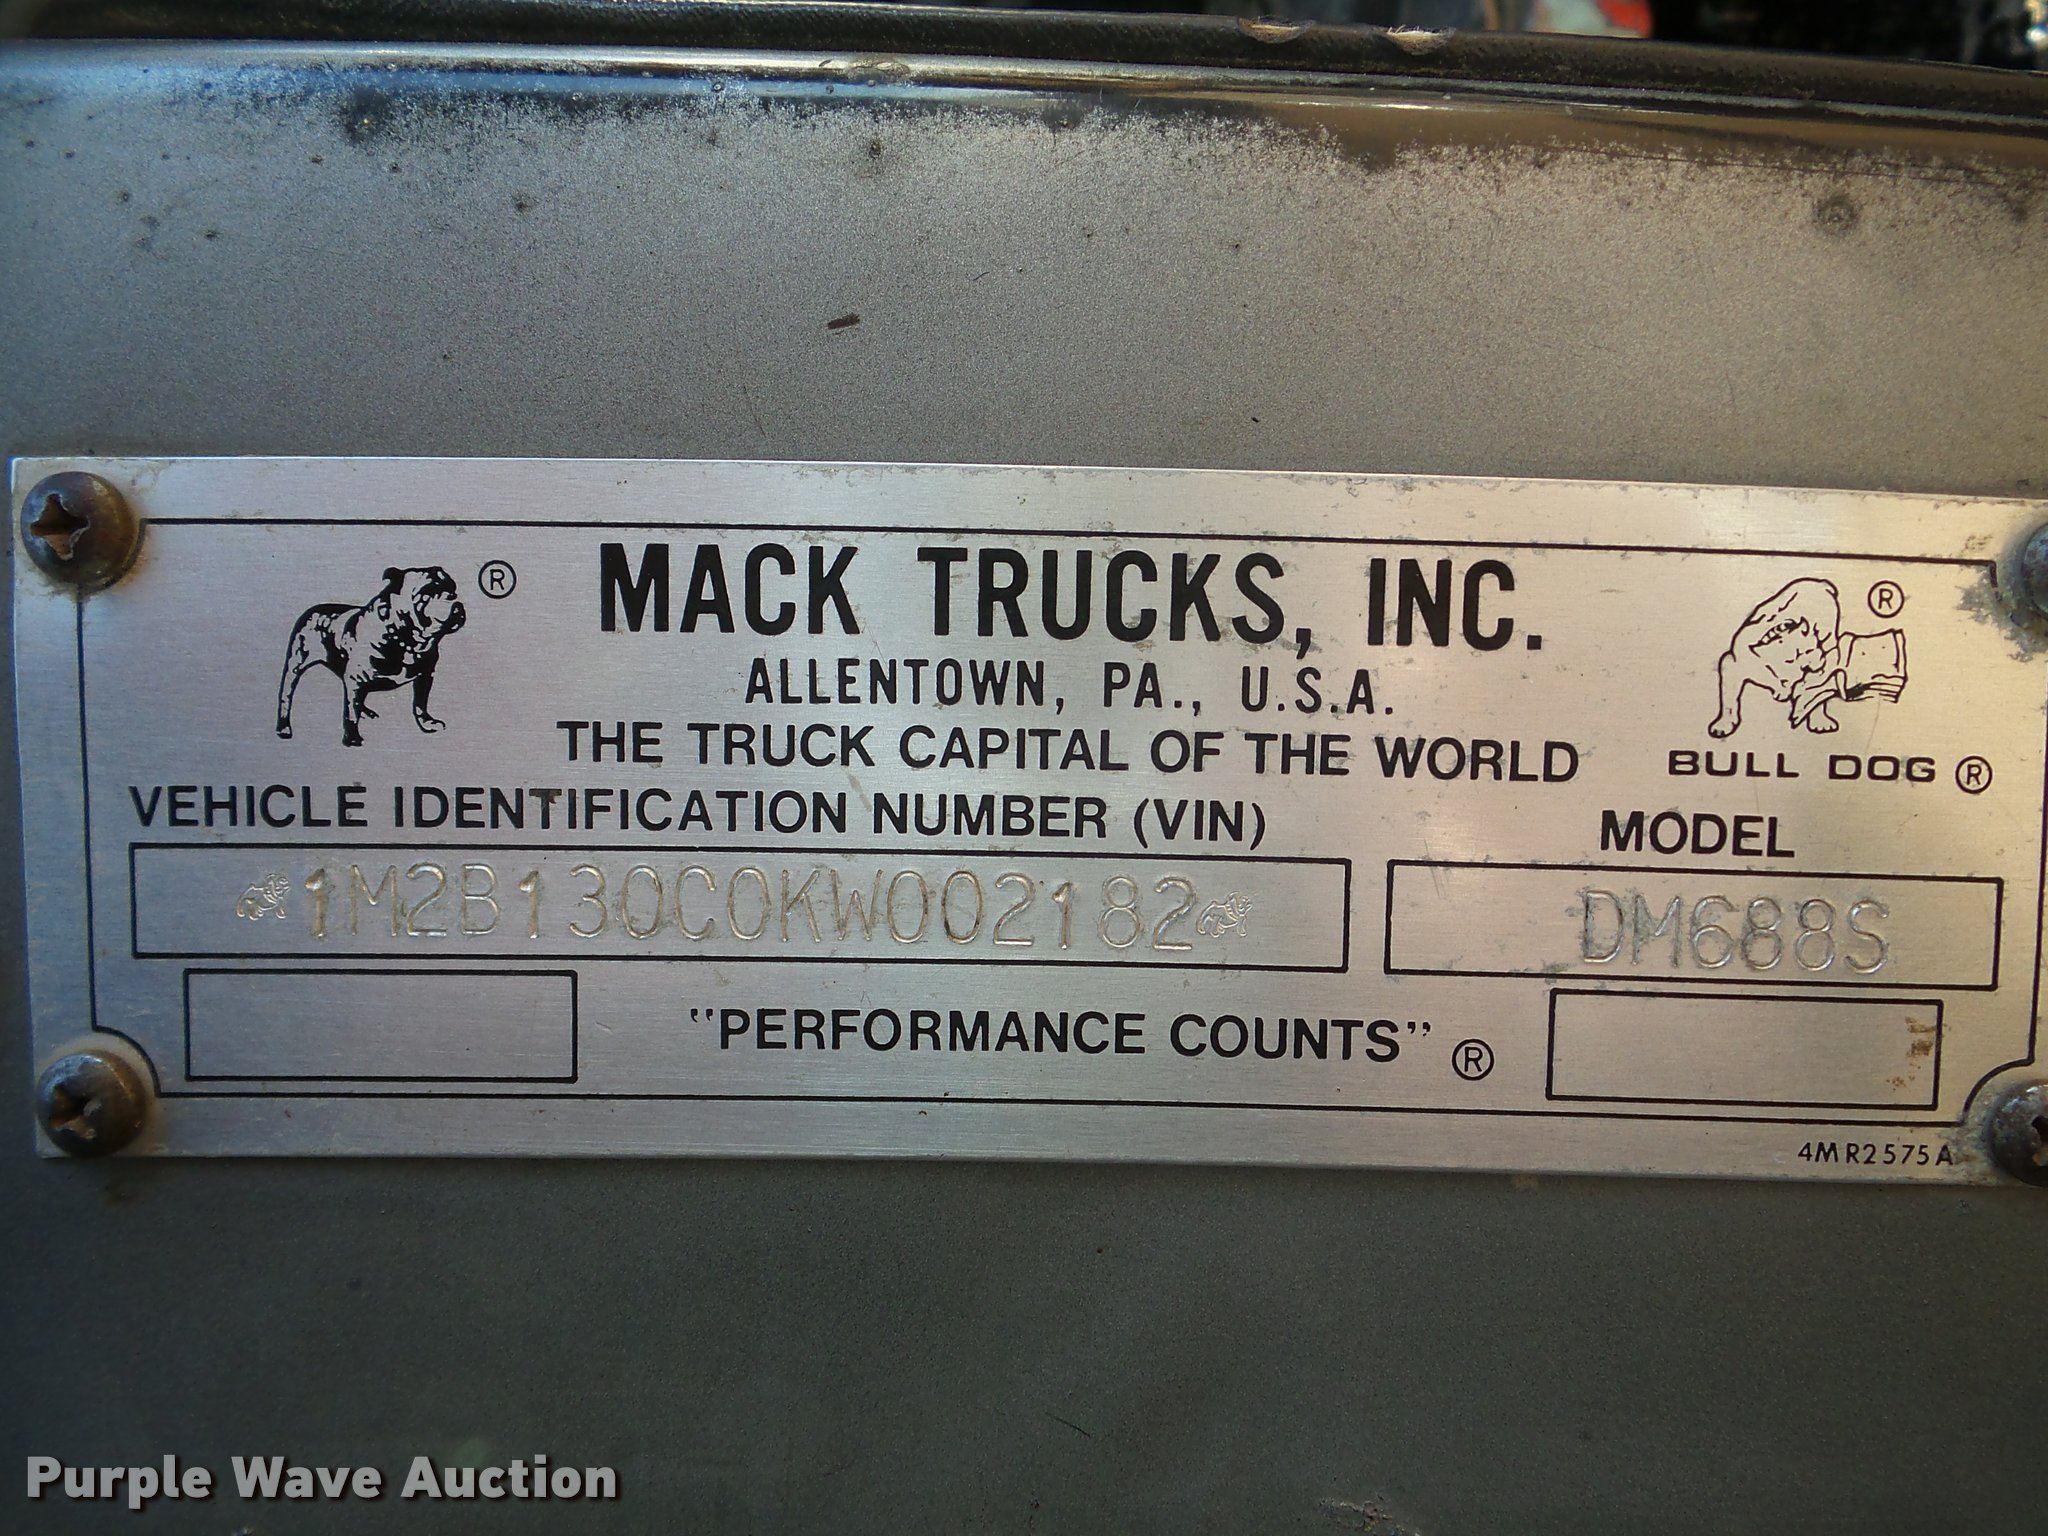 ® MACK TRUCKS, INC. ®
ALLENTOWN, PA., U.S.A.
THE TRUCK CAPITAL OF THE WORLD
BULL DOG ®
VEHICLE IDENTIFICATION NUMBER (VIN)
MODEL
1M2B130C0KW002182
DM688S
"PERFORMANCE COUNTS" ®
4MR2575A
Purple Wave Auction